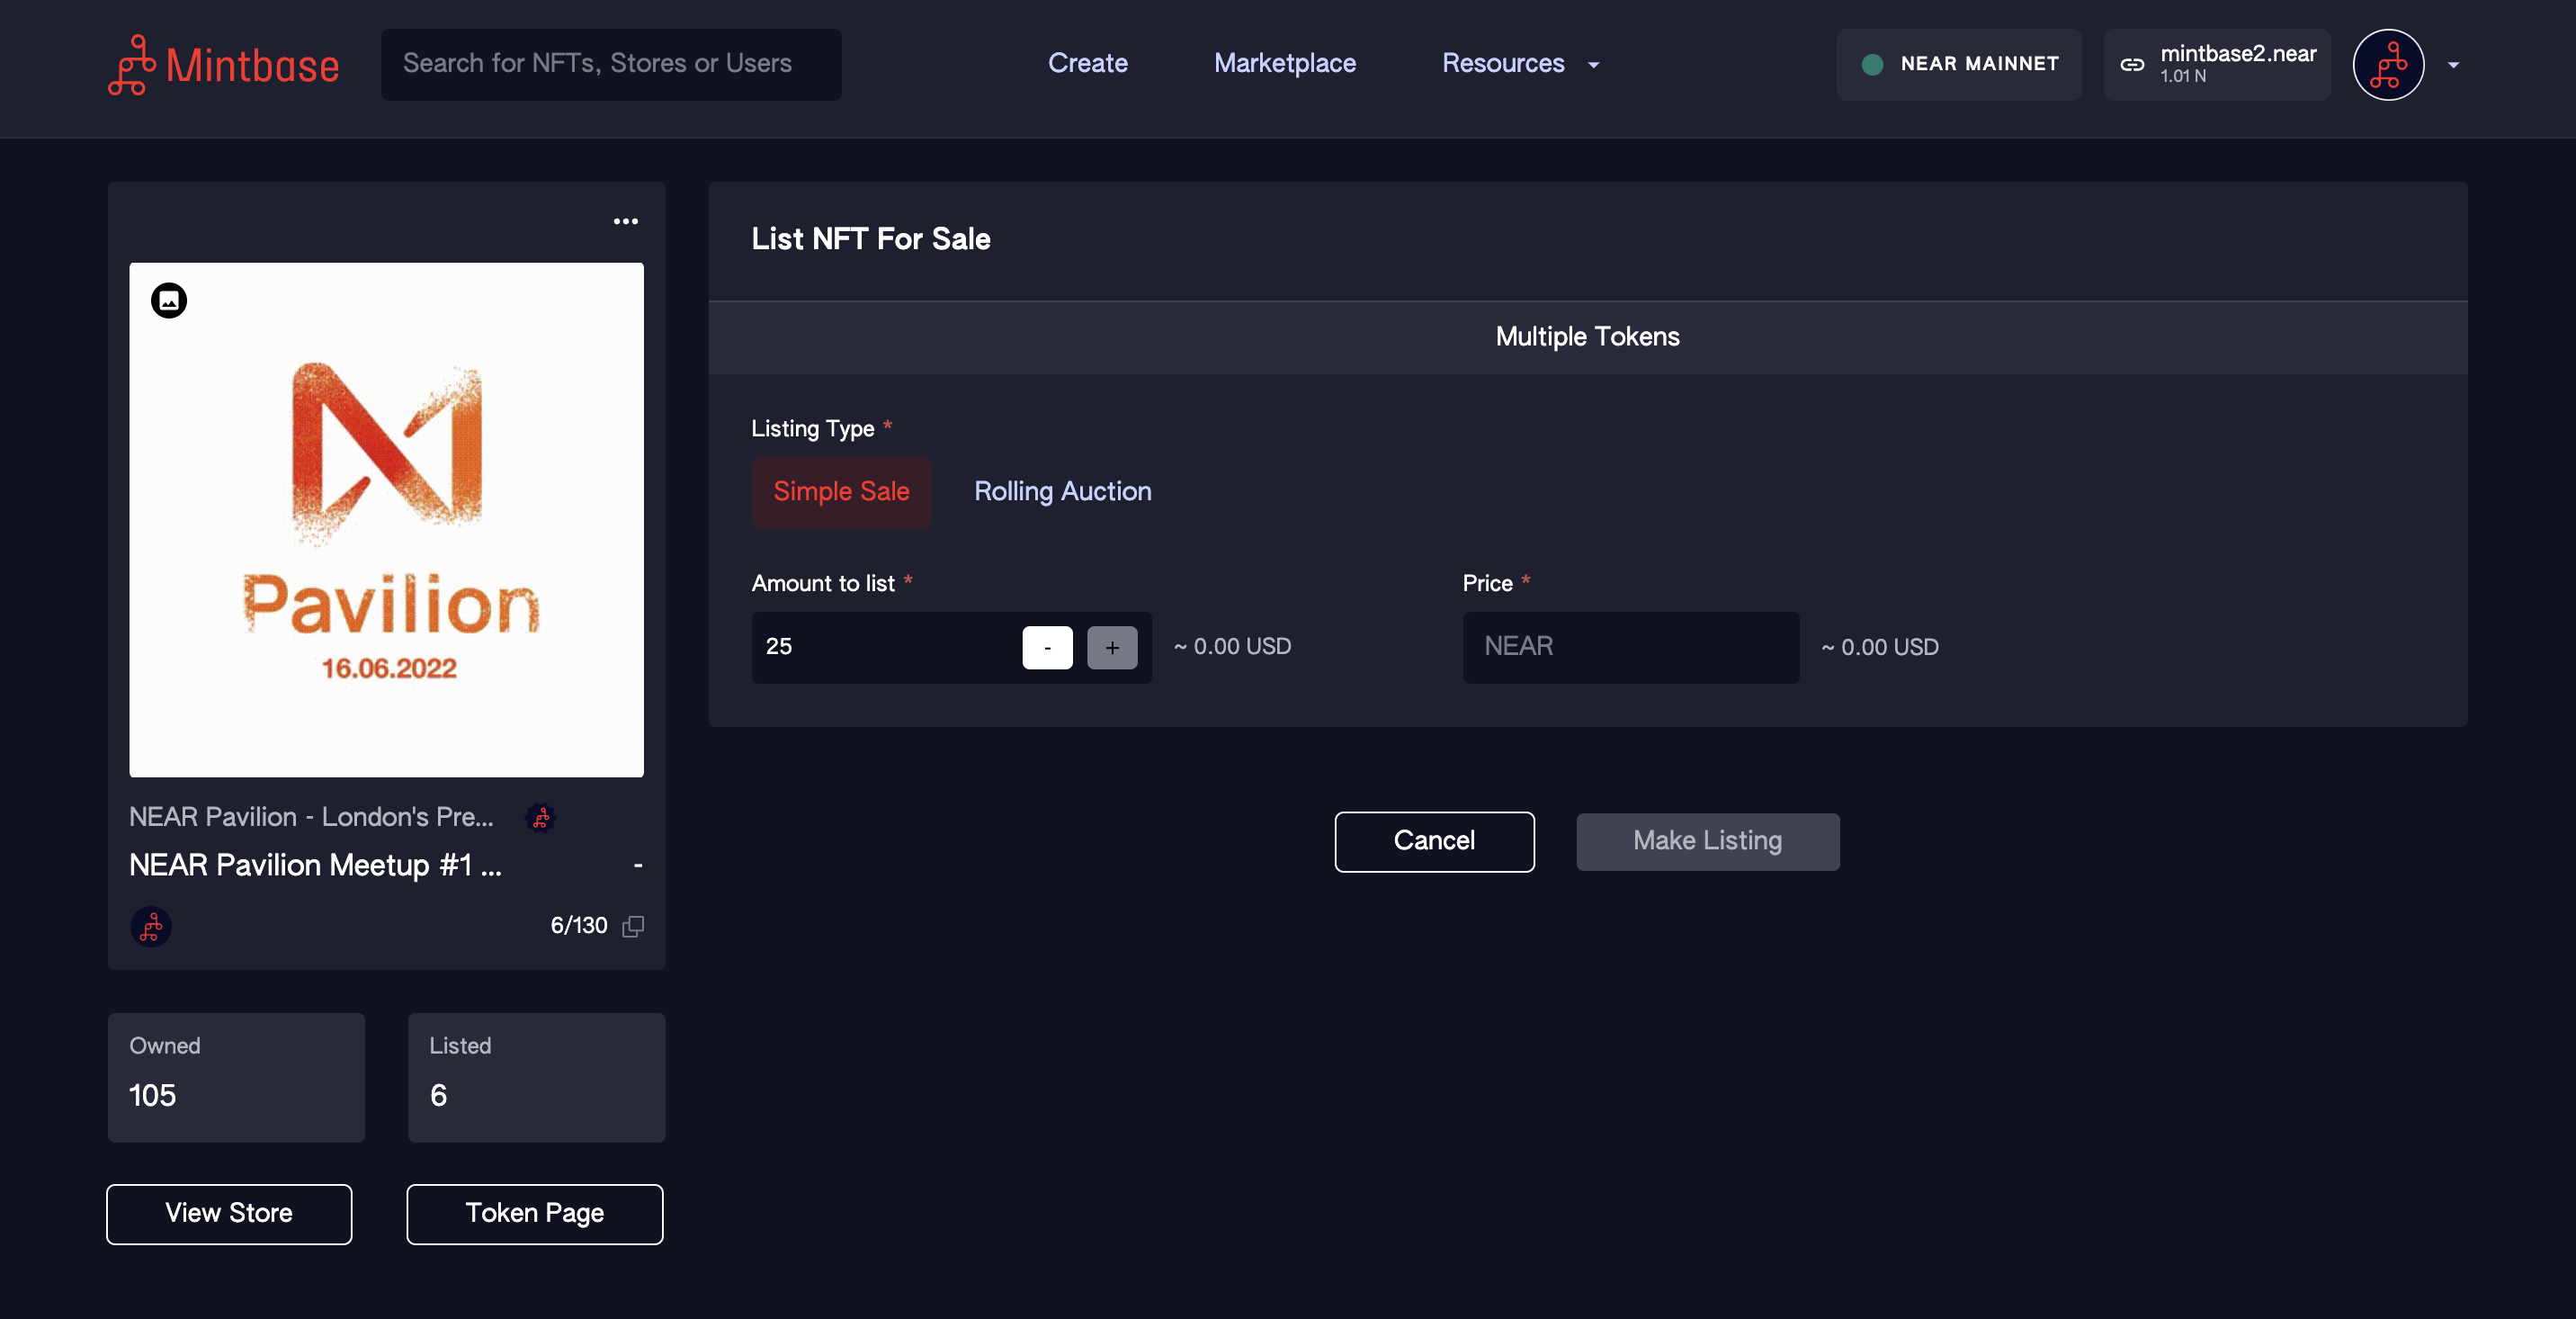 Mintbase
Search for NFTs, Stores or Users
Create
Marketplace
Resources
NEAR MAINNET
mintbase2.near
1.01 N
Pavilion
16.06.2022
NEAR Pavilion - London's Pre...
NEAR Pavilion Meetup #1 ...
-
6/130
Owned
105
Listed
6
View Store
Token Page
List NFT For Sale
Multiple Tokens
Listing Type *
Simple Sale
Rolling Auction
Amount to list *
25
-
+
~ 0.00 USD
Price *
NEAR
~ 0.00 USD
Cancel
Make Listing